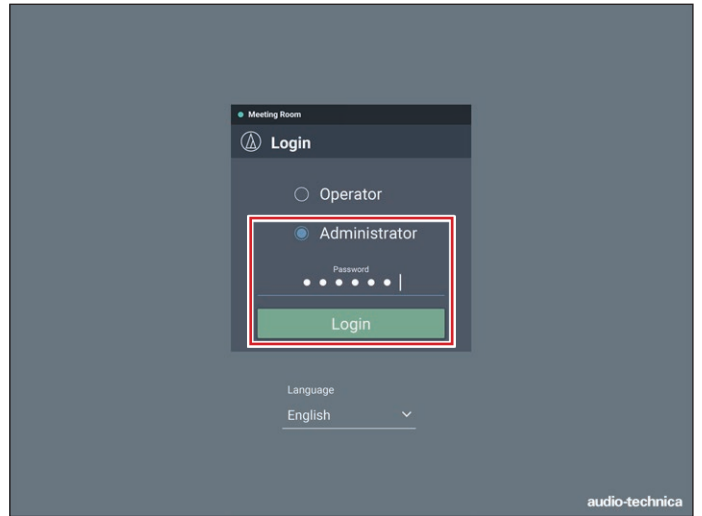 Meeting Room
Login
Operator
Administrator
Password
Login
Language
English
audio-technica